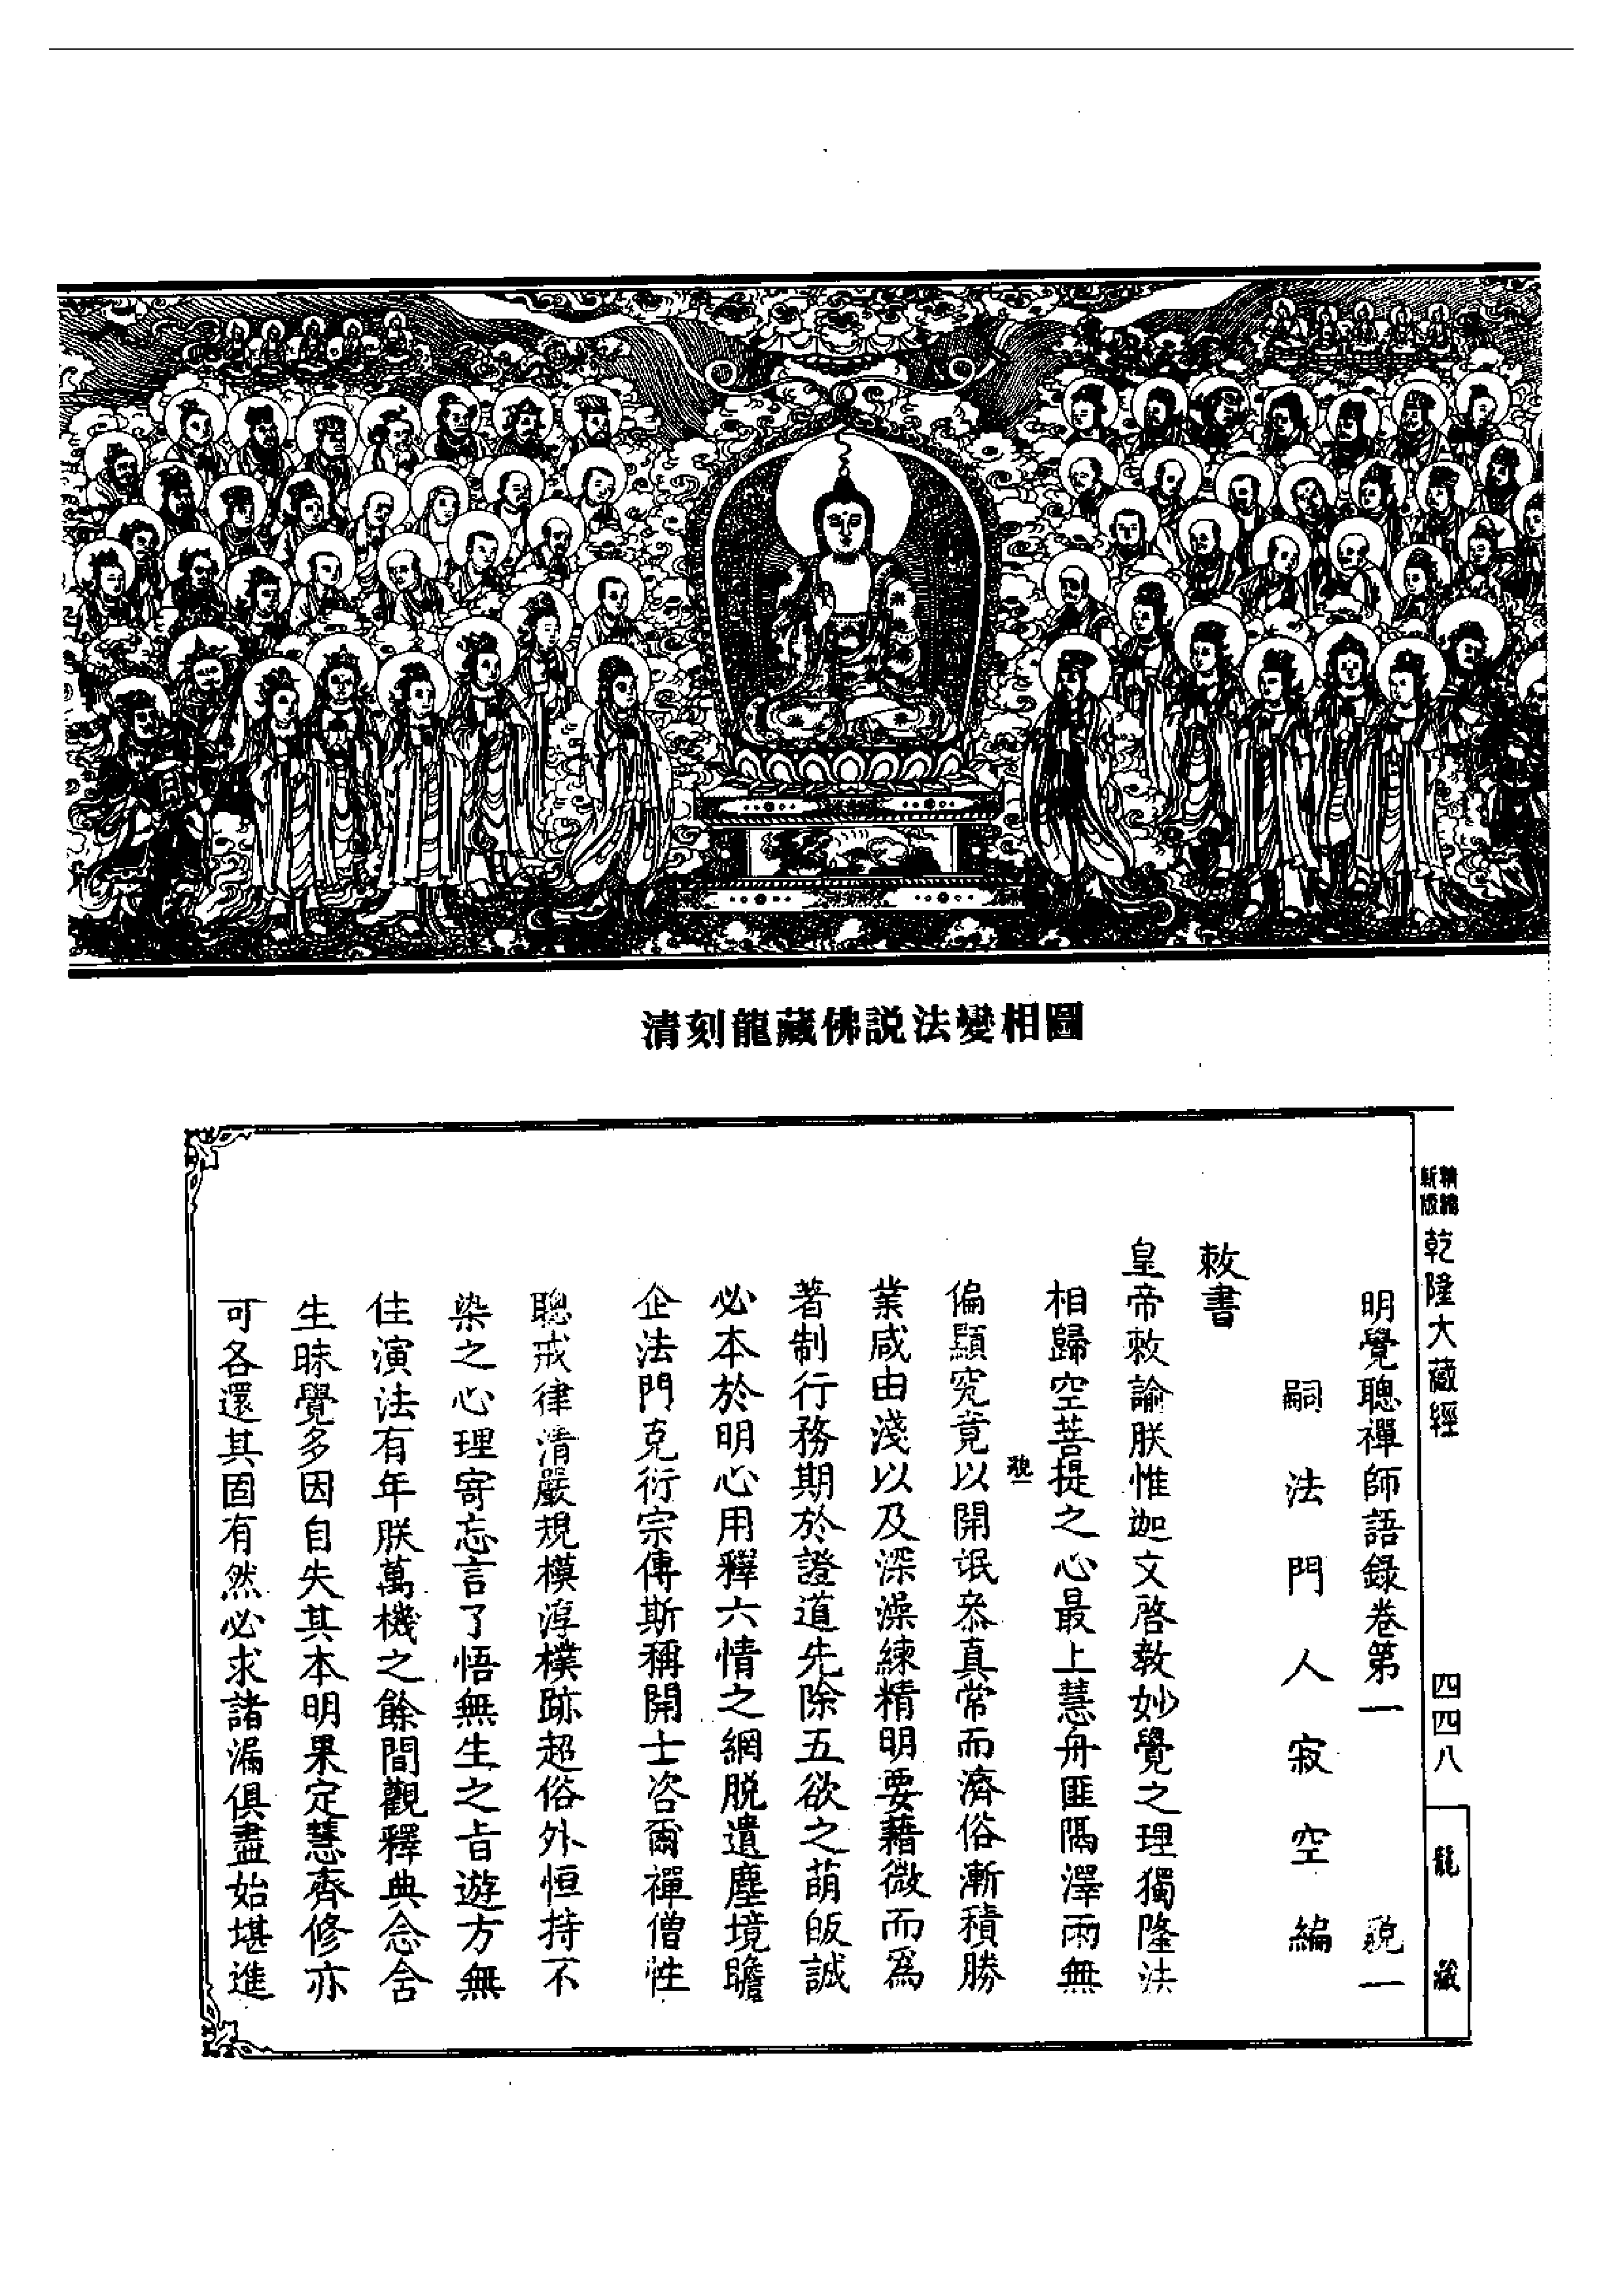 清刻龍藏佛説法變相圖
精縮
新版
乾隆大藏經
四四八
龍藏
明覺聰禪師語録卷第一 貌一
嗣法門人寂空編
敕書
皇帝敕諭朕惟迦文啓教妙覺之理獨隆法
相歸空菩提之心最上慧舟匪隔澤雨無
貌一
偏顯究竟以開氓叅真常而濟俗漸積勝
業咸由淺以及深澡練精明要藉微而爲
著制行務期於證道先除五欲之萌皈誠
必本於明心用釋六情之網脱遺塵境瞻
企法門克衍宗傳斯稱開士咨爾禪僧性
聰戒律清嚴規模淳樸跡超俗外恒持不
染之心理寄忘言了悟無生之旨遊方無
住演法有年朕萬機之餘間觀釋典念含
生昧覺多因自失其本明果定慧齊修亦
可各還其固有然必求諸漏俱盡始堪進